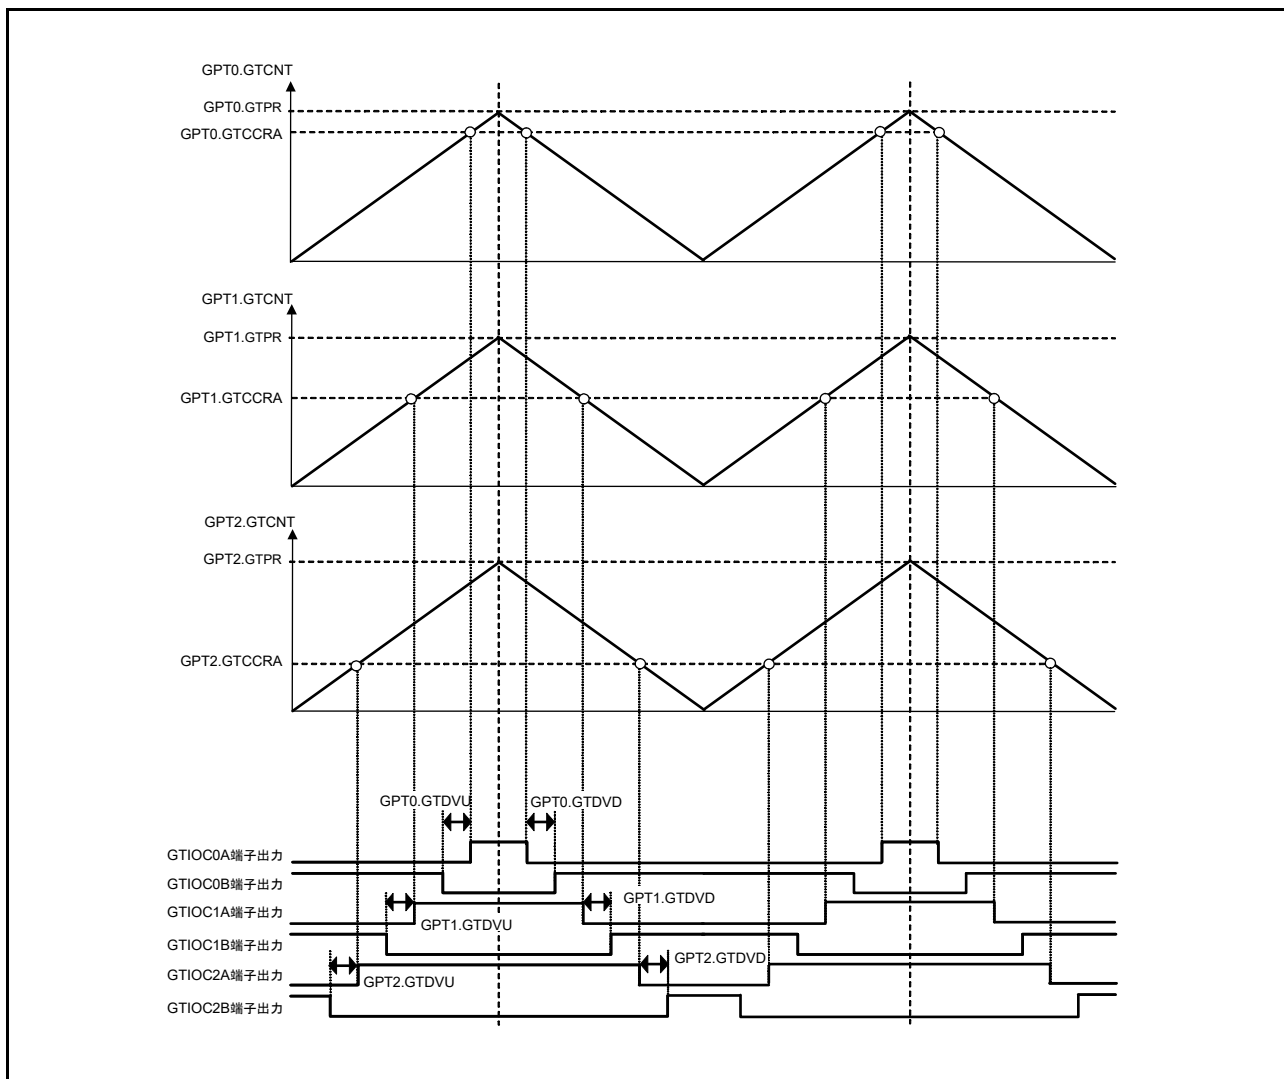 GPT0.GTCNT
GPT0.GTPR
GPT0.GTCCRA
GPT1.GTCNT
GPT1.GTPR
GPT1.GTCCRA
GPT2.GTCNT
GPT2.GTPR
GPT2.GTCCRA
GPT0.GTDVU
GPT0.GTDVD
GTIOC0A端子出力
GTIOC0B端子出力
GPT1.GTDVD
GTIOC1A端子出力
GPT1.GTDVU
GTIOC1B端子出力
GPT2.GTDVD
GTIOC2A端子出力
GPT2.GTDVU
GTIOC2B端子出力